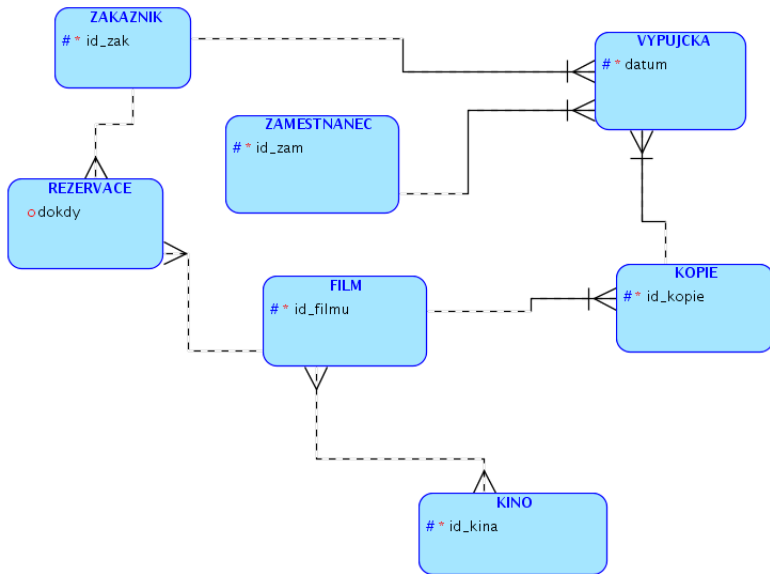 ZAKAZNIK
# * id_zak
VYPUJCKA
# * datum
ZAMESTNANEC
# * id_zam
REZERVACE
o dokdy
FILM
# * id_filmu
KOPIE
# * id_kopie
KINO
# * id_kina